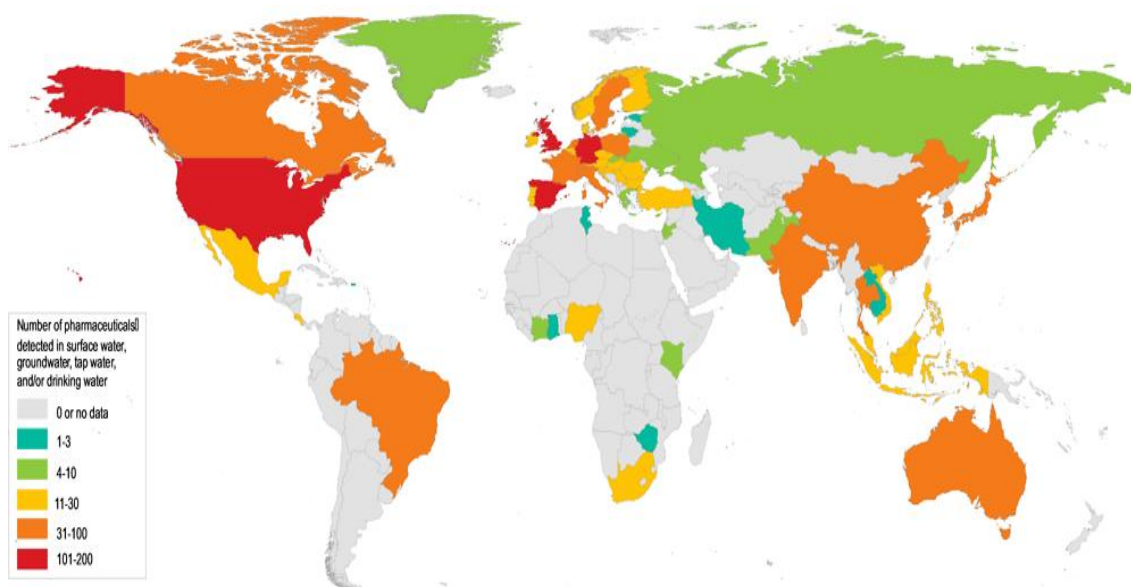 Number of pharmaceuticals
detected in surface water,
groundwater, tap water,
and/or drinking water
0 or no data
1-3
4-10
11-30
31-100
101-200